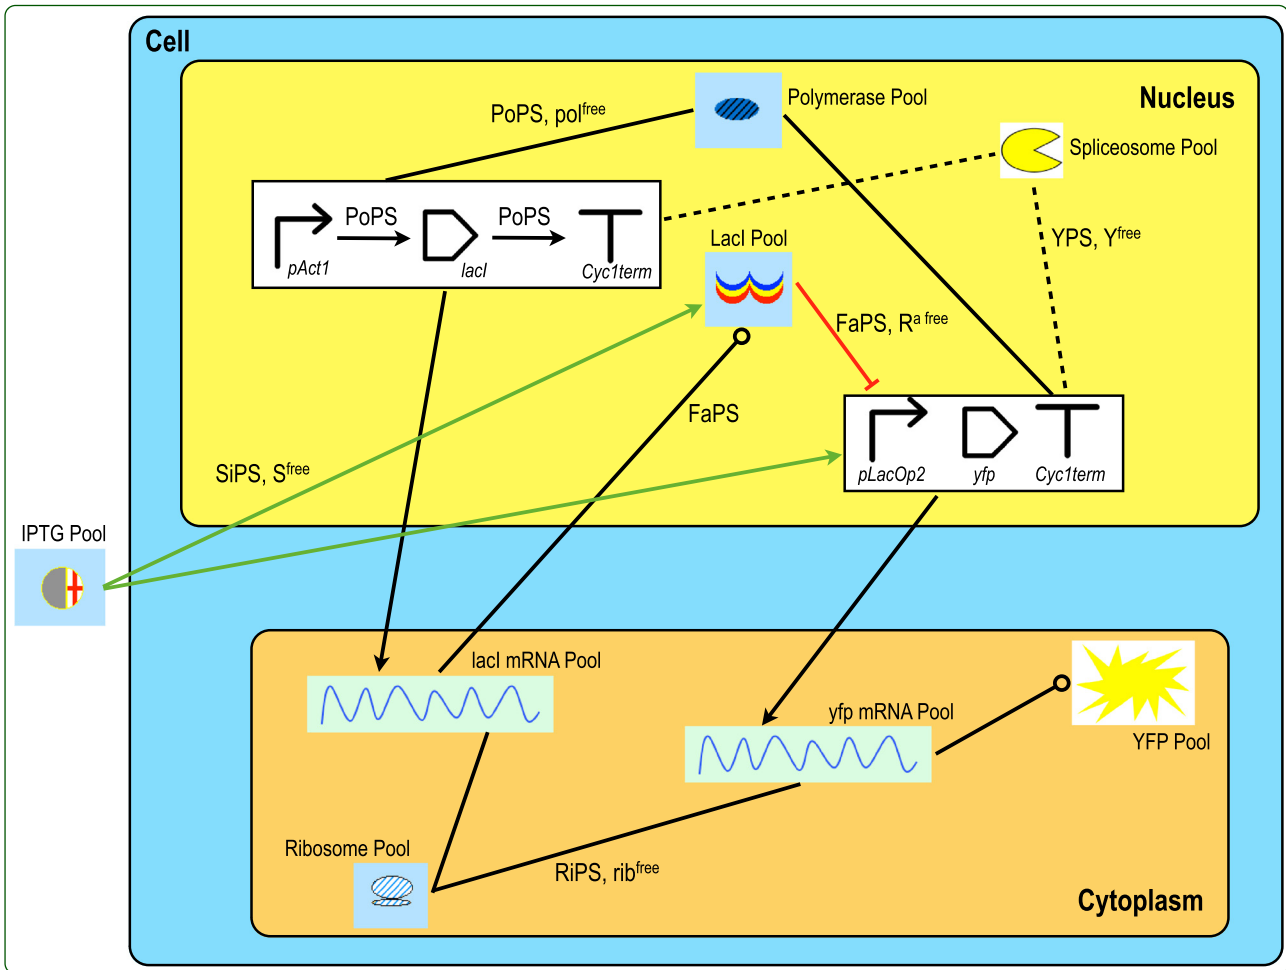 Cell
Nucleus
Polymerase Pool
PoPS, pol^free
Spliceosome Pool
PoPS
PoPS
pAct1
lacI
Cyc1term
LacI Pool
YPS, Y^free
FaPS, R^a free
FaPS
SiPS, S^free
pLacOp2
yfp
Cyc1term
IPTG Pool
lacI mRNA Pool
yfp mRNA Pool
YFP Pool
Ribosome Pool
RiPS, rib^free
Cytoplasm